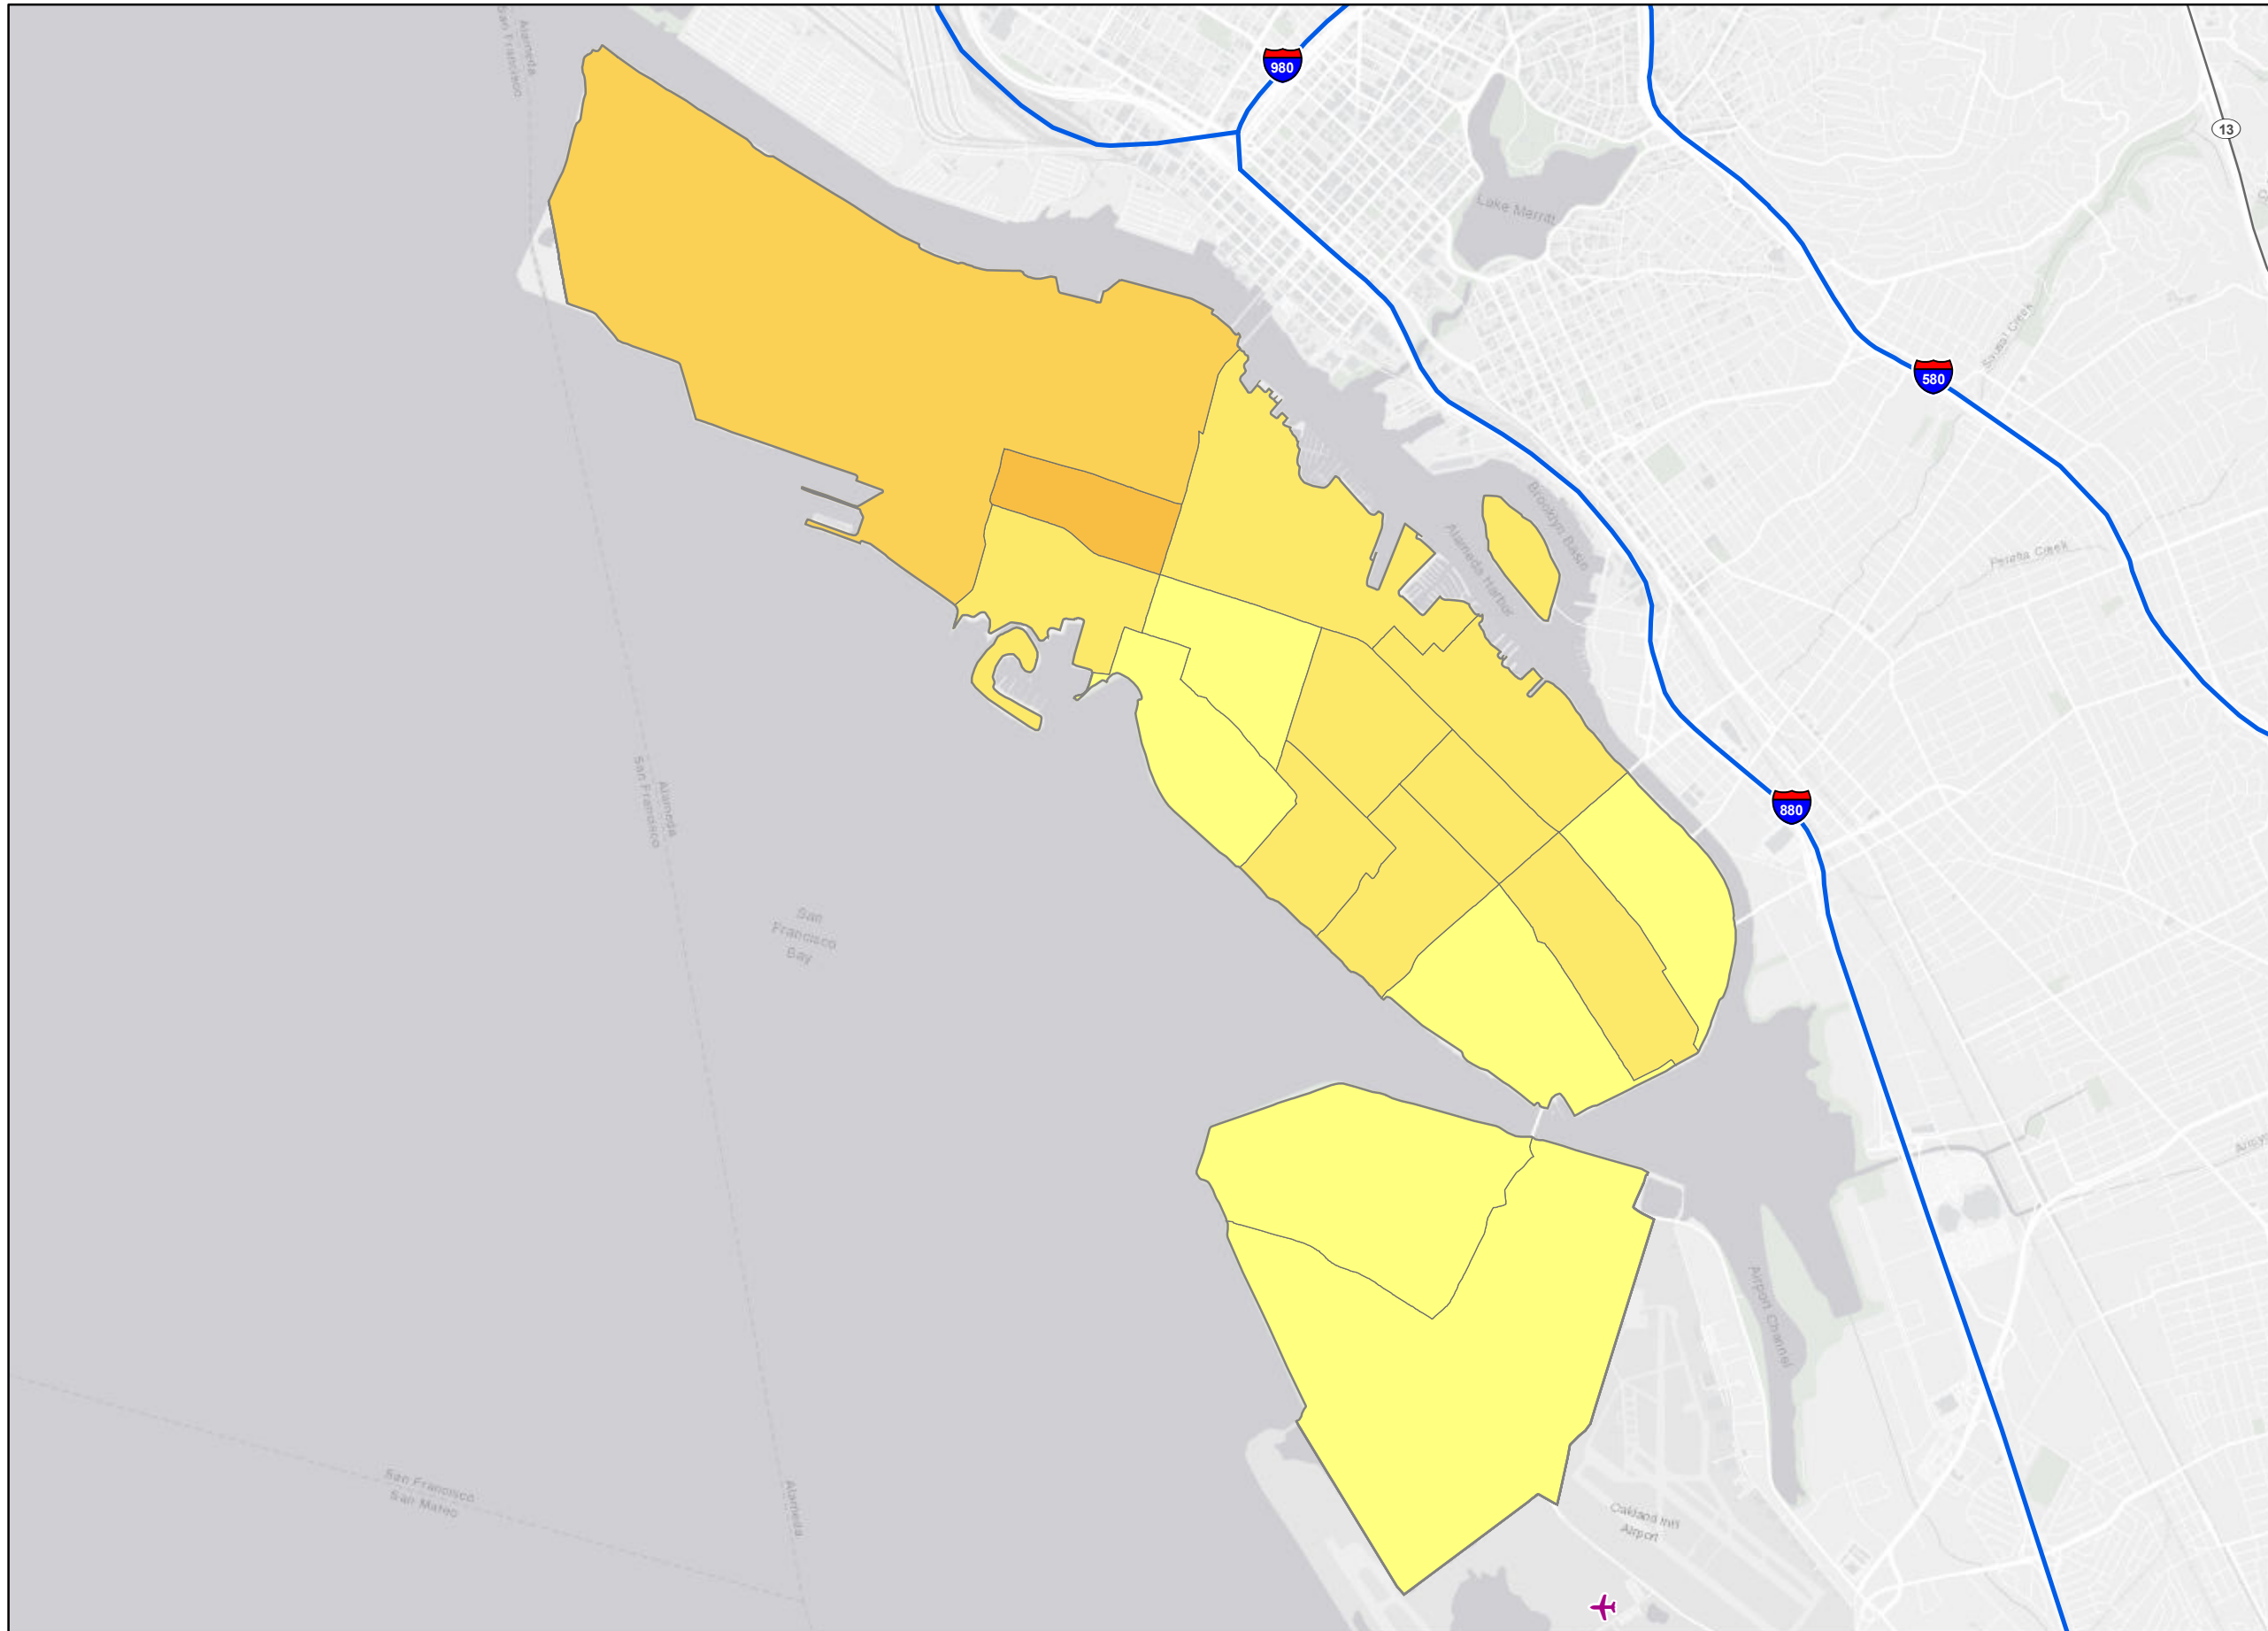 San Francisco
Alameda
980
13
Lake Merritt
Sausal Creek
580
Brooklyn Basin
Alameda Harbor
Peralta Creek
San Francisco
Alameda
880
San
Francisco
Bay
Airport Channel
San Francisco
San Mateo
Alameda
Oakland Intl
Airport